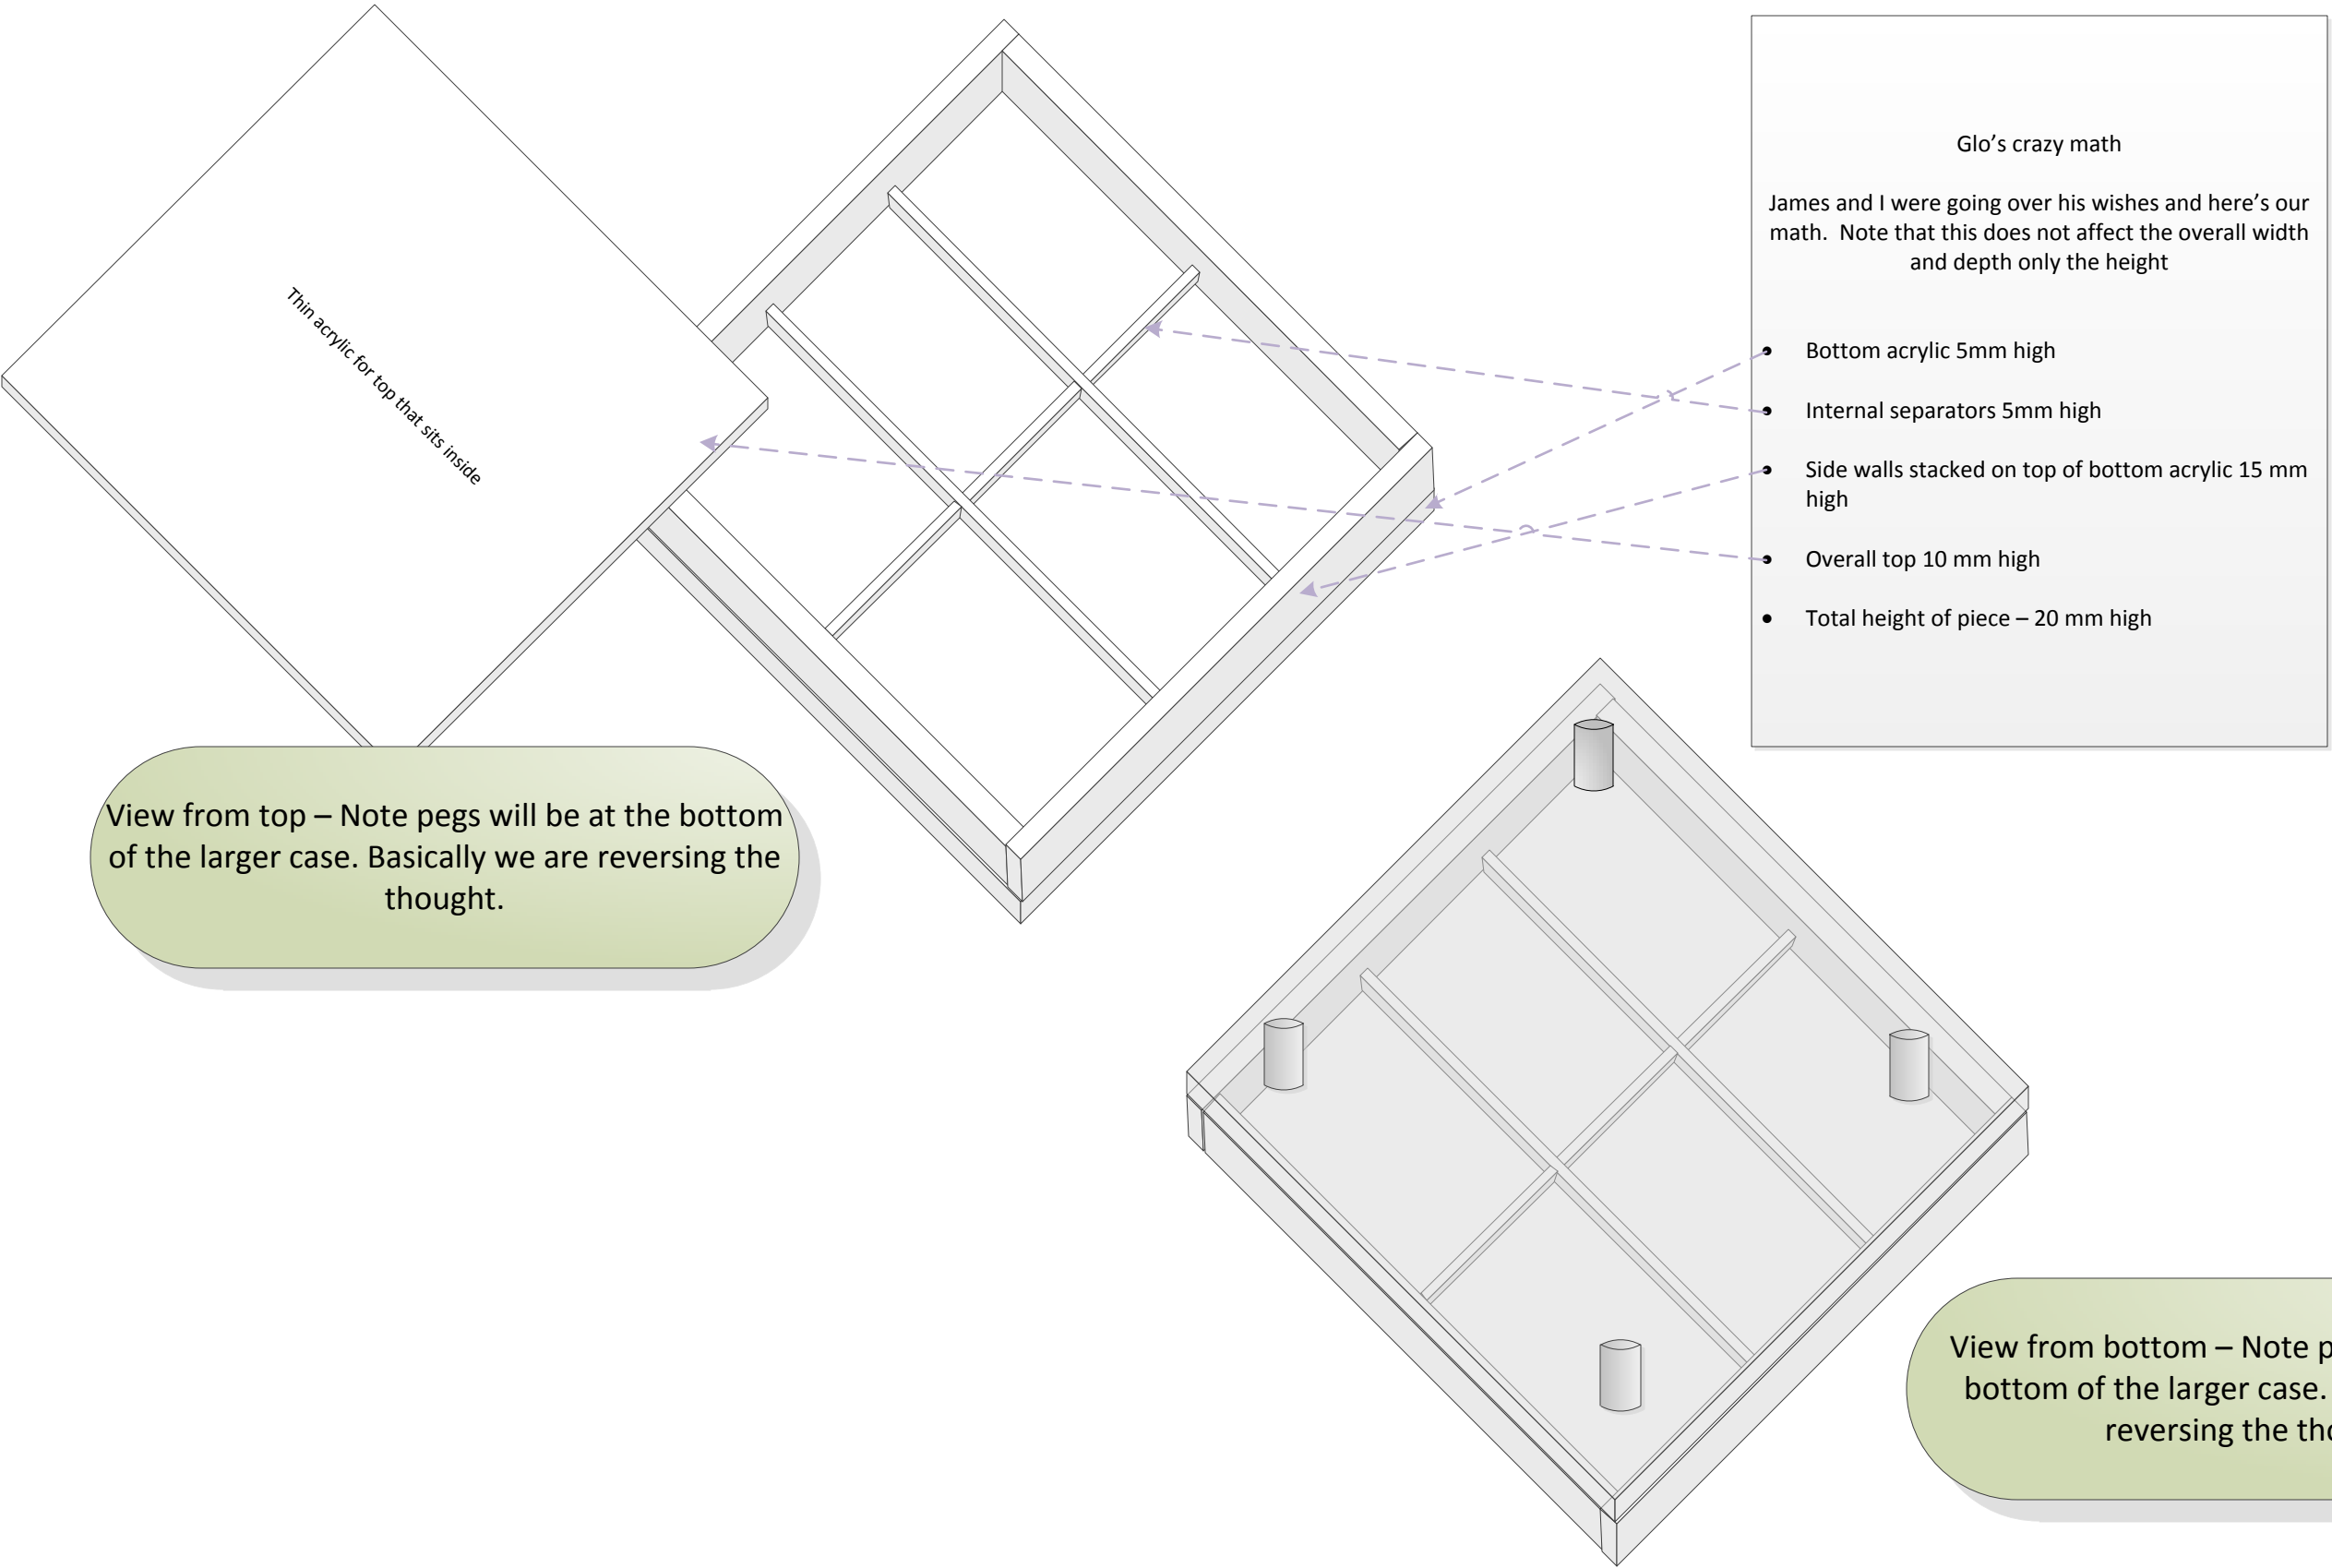 Glo's crazy math
James and I were going over his wishes and here's our
math.  Note that this does not affect the overall width
and depth only the height
• Bottom acrylic 5mm high
• Internal separators 5mm high
• Side walls stacked on top of bottom acrylic 15 mm
high
• Overall top 10 mm high
• Total height of piece – 20 mm high
Thin acrylic for top that sits inside
View from top – Note pegs will be at the bottom
of the larger case. Basically we are reversing the
thought.
View from bottom – Note
bottom of the larger case.
reversing the